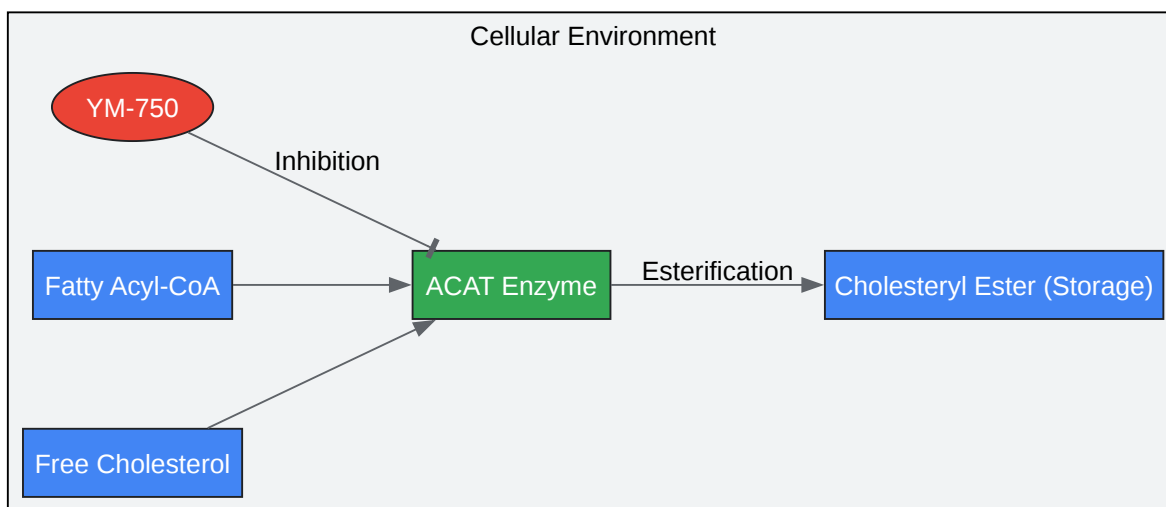 Cellular Environment
YM-750
Inhibition
Fatty Acyl-CoA
ACAT Enzyme
Esterification
Cholesteryl Ester (Storage)
Free Cholesterol